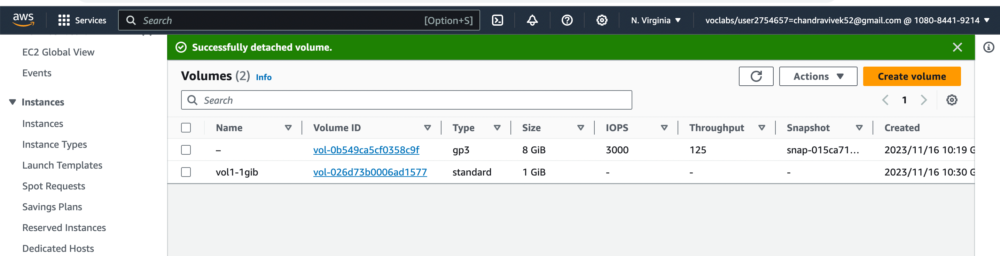 aws Services Search [Option+S] N. Virginia voclabs/user2754657=chandravivek52@gmail.com @ 1080-8441-9214
EC2 Global View
Events
Instances
Instances
Instance Types
Launch Templates
Spot Requests
Savings Plans
Reserved Instances
Dedicated Hosts
Successfully detached volume.
Volumes (2) Info Actions Create volume
Search 1
Name Volume ID Type Size IOPS Throughput Snapshot Created
– vol-0b549ca5cf0358c9f gp3 8 GiB 3000 125 snap-015ca71... 2023/11/16 10:19 G
vol1-1gib vol-026d73b0006ad1577 standard 1 GiB - - - 2023/11/16 10:30 G